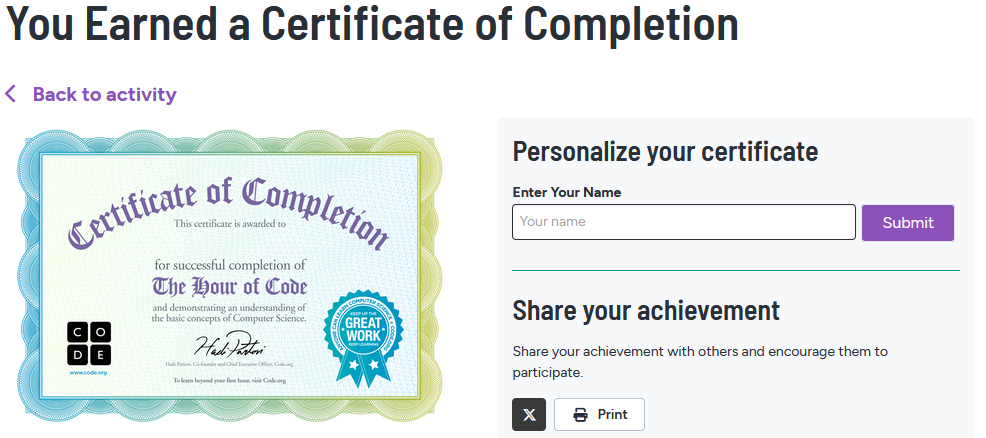 You Earned a Certificate of Completion
Back to activity
Certificate of Completion
This certificate is awarded to
for successful completion of
The Hour of Code
and demonstrating an understanding of
the basic concepts of Computer Science.
Hadi Partovi
Hadi Partovi, Co-founder and Chief Executive Officer, Code.org
To learn beyond your first hour, visit Code.org
C O
D E
www.code.org
ANYONE CAN LEARN COMPUTER SCIENCE
CODE.ORG
KEEP UP THE
GREAT
WORK
KEEP LEARNING
Personalize your certificate
Enter Your Name
Your name
Submit
Share your achievement
Share your achievement with others and encourage them to
participate.
X
Print